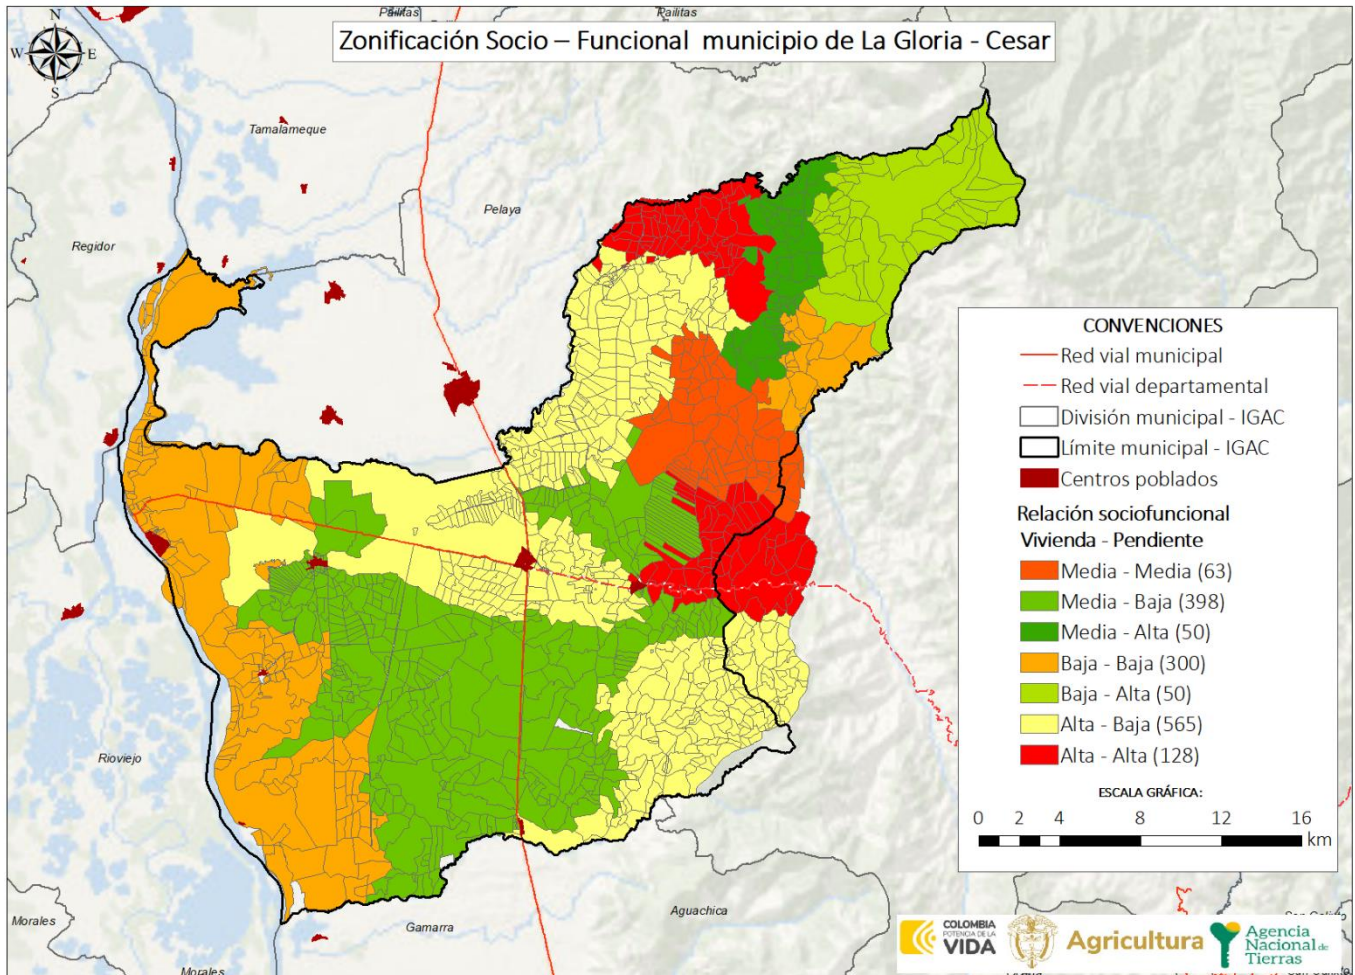 Pailitas
Pailitas
Zonificación Socio – Funcional municipio de La Gloria - Cesar
N
W
E
S
Tamalameque
Pelaya
Regidor
CONVENCIONES
Red vial municipal
Red vial departamental
División municipal - IGAC
Límite municipal - IGAC
Centros poblados
Relación sociofuncional
Vivienda - Pendiente
Media - Media (63)
Media - Baja (398)
Media - Alta (50)
Baja - Baja (300)
Baja - Alta (50)
Alta - Baja (565)
Alta - Alta (128)
ESCALA GRÁFICA:
0 2 4 8 12 16
km
Rioviejo
Morales
Gamarra
Aguachica
Morales
COLOMBIA
POTENCIA DE LA
VIDA
Agricultura
Agencia
Nacional de
Tierras